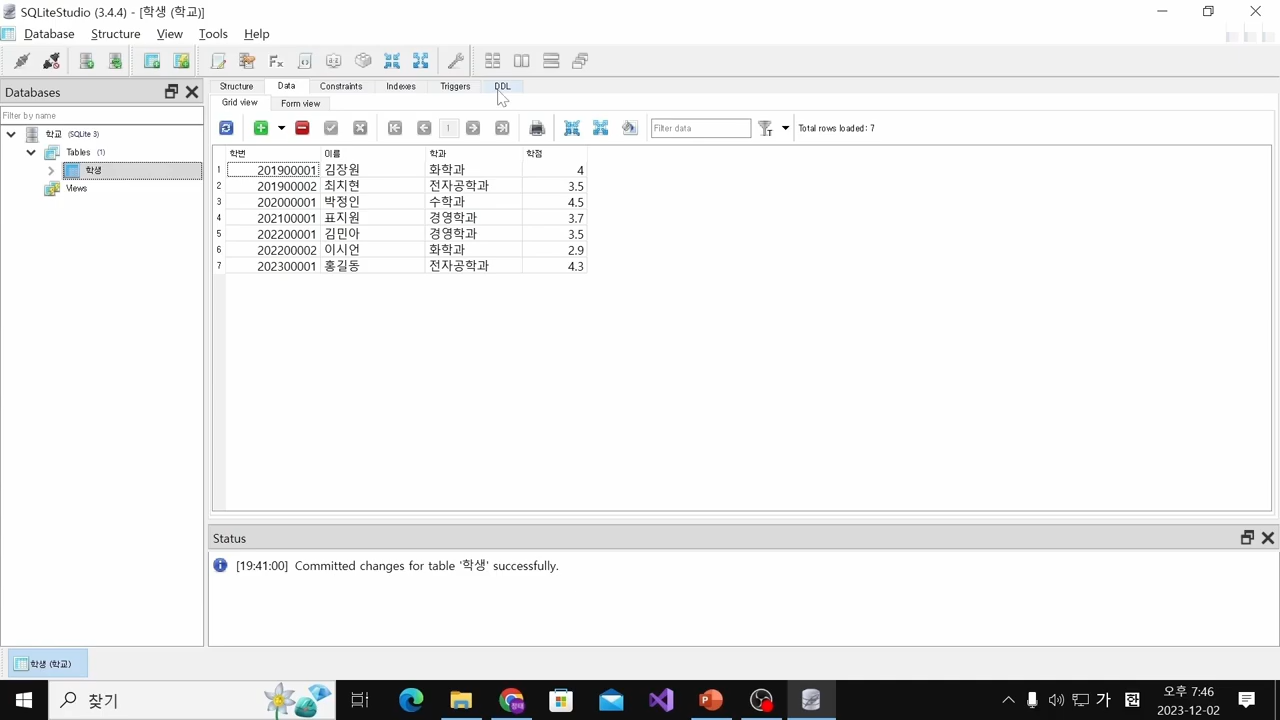 SQLiteStudio (3.4.4) - [학생 (학교)]
Database Structure View Tools Help
Databases
Filter by name
학교 (SQLite 3)
Tables (1)
학생
Views
Structure Data Constraints Indexes Triggers DDL
Grid view Form view
1 Filter data Total rows loaded: 7
학번 이름 학과 학점
1 201900001 김장원 화학과 4
2 201900002 최지현 전자공학과 3.5
3 202000001 박정인 수학과 4.5
4 202100001 표지원 경영학과 3.7
5 202200001 김민아 경영학과 3.5
6 202200002 이시언 화학과 2.9
7 202300001 홍길동 전자공학과 4.3
Status
[19:41:00] Committed changes for table '학생' successfully.
학생 (학교)
찾기
가
오후 7:46
2023-12-02